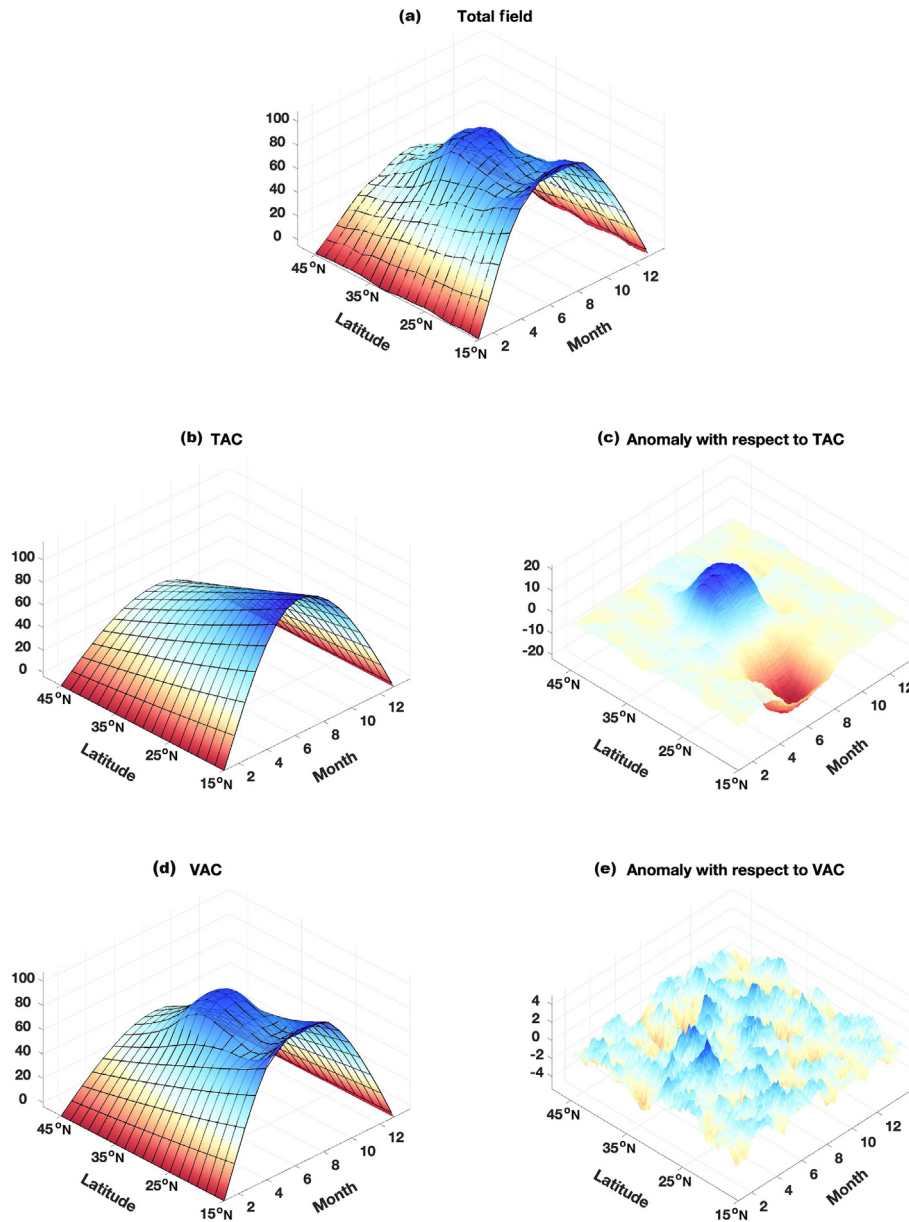 (a) Total field
100
80
60
40
20
0
45°N
35°N
25°N
15°N
2
4
6
8
10
12
Latitude
Month
(b) TAC
100
80
60
40
20
0
45°N
35°N
25°N
15°N
2
4
6
8
10
12
Latitude
Month
(c) Anomaly with respect to TAC
20
10
0
-10
-20
45°N
35°N
25°N
15°N
2
4
6
8
10
12
Latitude
Month
(d) VAC
100
80
60
40
20
0
45°N
35°N
25°N
15°N
2
4
6
8
10
12
Latitude
Month
(e) Anomaly with respect to VAC
4
2
0
-2
-4
45°N
35°N
25°N
15°N
2
4
6
8
10
12
Latitude
Month